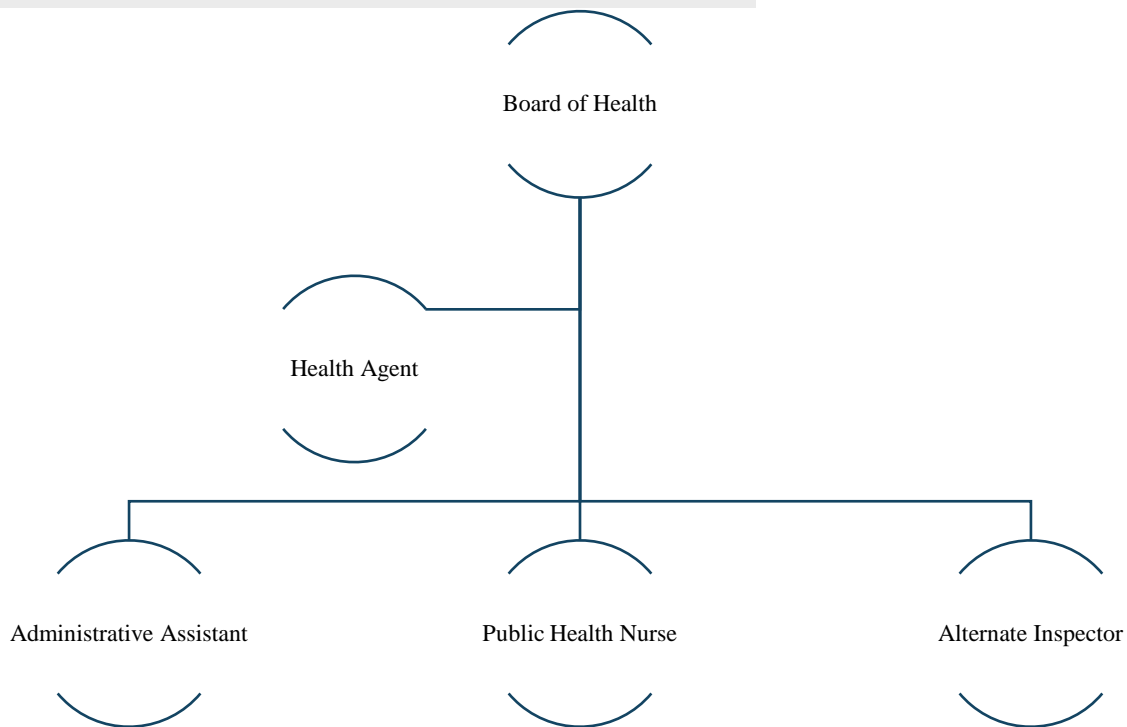 Board of Health
Health Agent
Administrative Assistant
Public Health Nurse
Alternate Inspector